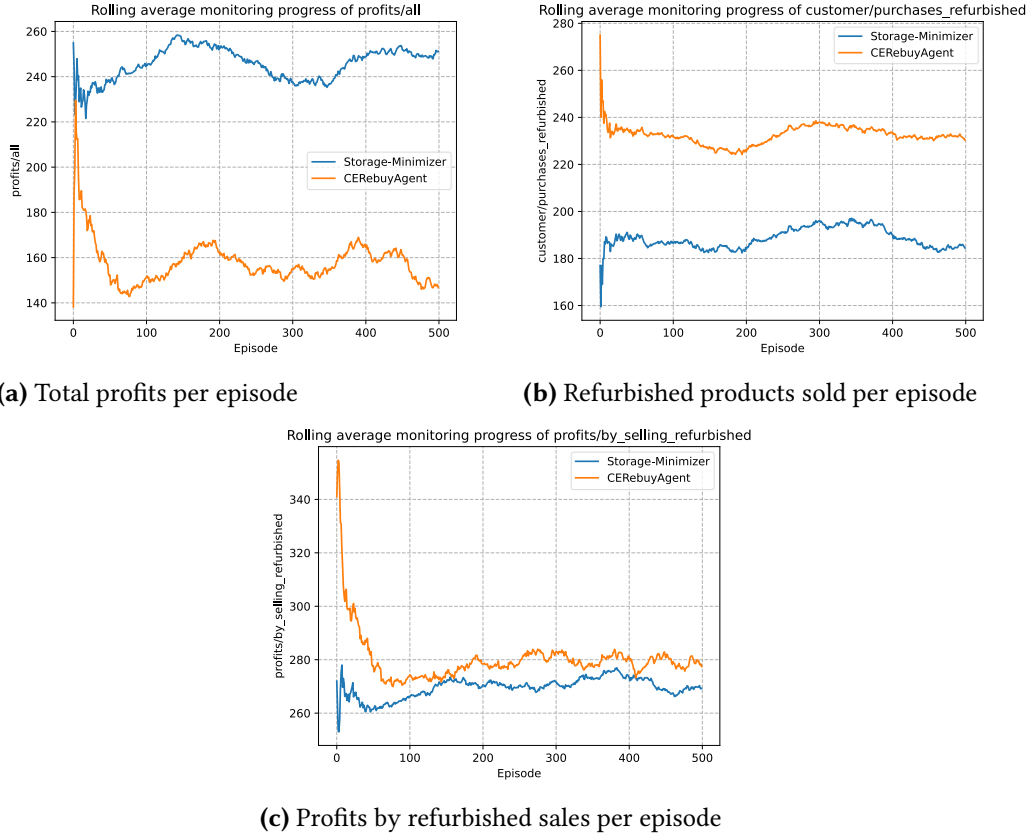 Rolling average monitoring progress of profits/all
260
240
220
200
180
160
140
0 100 200 300 400 500
profits/all
Episode
Storage-Minimizer
CERebuyAgent
(a) Total profits per episode
Rolling average monitoring progress of customer/purchases_refurbished
280
260
240
220
200
180
160
0 100 200 300 400 500
customer/purchases_refurbished
Episode
Storage-Minimizer
CERebuyAgent
(b) Refurbished products sold per episode
Rolling average monitoring progress of profits/by_selling_refurbished
340
320
300
280
260
0 100 200 300 400 500
profits/by_selling_refurbished
Episode
Storage-Minimizer
CERebuyAgent
(c) Profits by refurbished sales per episode